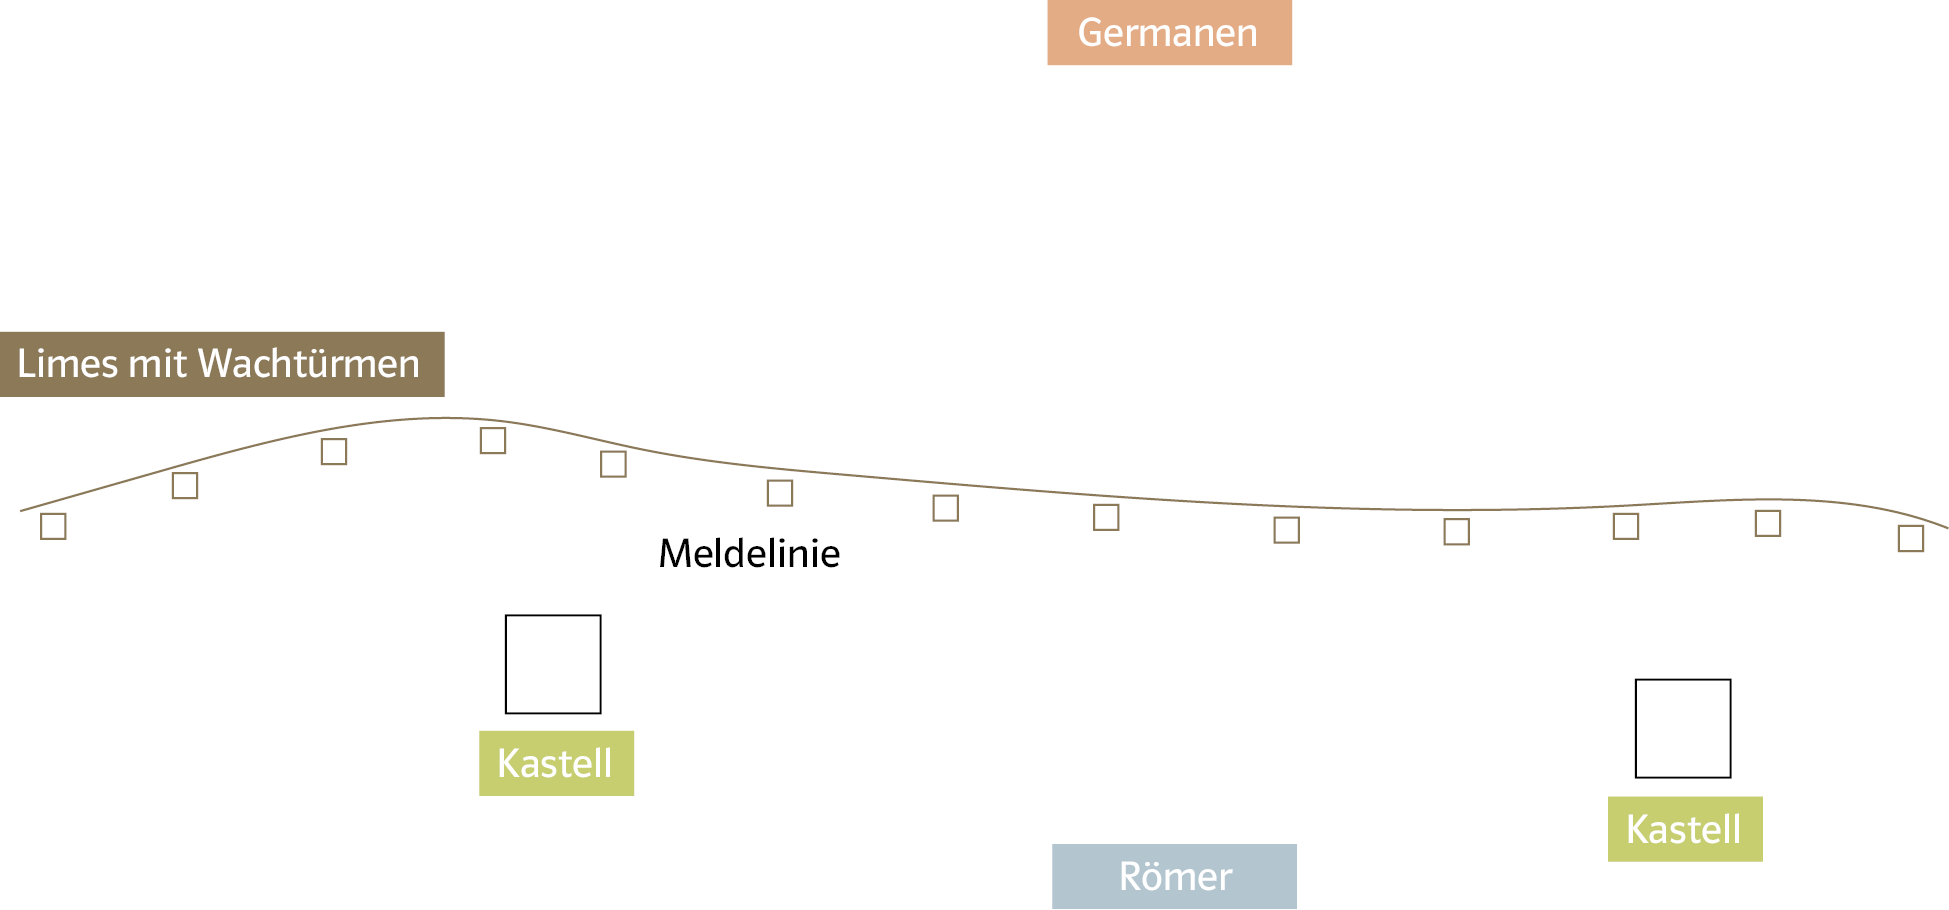 Germanen
Limes mit Wachtürmen
Meldelinie
Kastell
Kastell
Römer